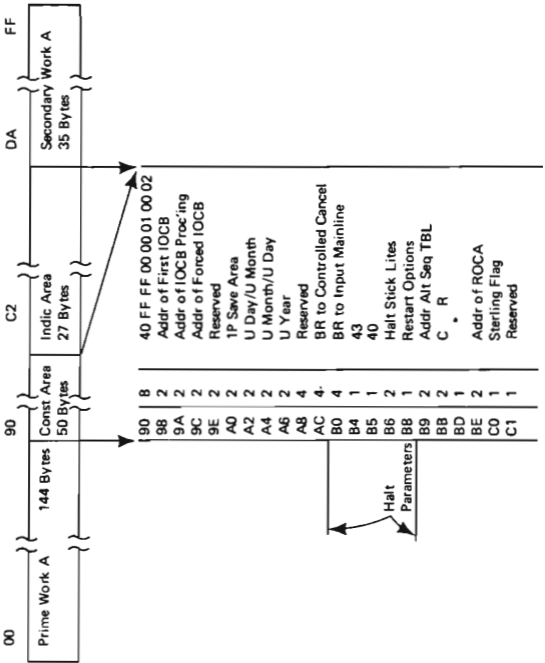 00 90 C2 DA FF
Prime Work A 144 Bytes
Const Area
50 Bytes
Indic Area
27 Bytes
Secondary Work A
35 Bytes
90 8 40 FF FF 00 00 01 00 02
98 2 Addr of First IOCB
9A 2 Addr of IOCB Proc'ing
9C 2 Addr of Forced IOCB
9E 2 Reserved
A0 2 1P Save Area
A2 2 U Day/U Month
A4 2 U Month/U Day
A6 2 U Year
A8 4 Reserved
AC 4 BR to Controlled Cancel
B0 4 BR to Input Mainline
B4 1 43
B5 1 40
B6 2 Halt Stick Lites
B8 1 Restart Options
B9 2 Addr Alt Seq TBL
BB 2 C R
BD 1 *
BE 2 Addr of ROCA
C0 1 Sterling Flag
C1 1 Reserved
Halt
Parameters